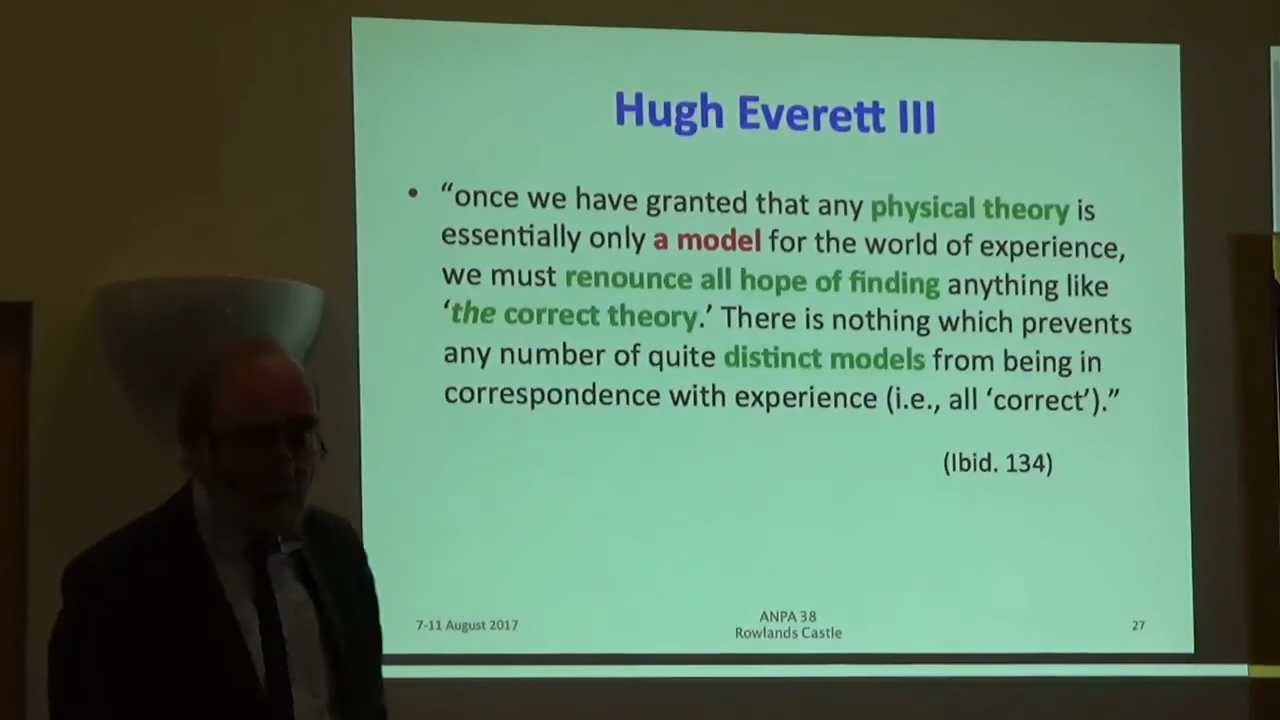 Hugh Everett III
• “once we have granted that any physical theory is
essentially only a model for the world of experience,
we must renounce all hope of finding anything like
‘the correct theory.’ There is nothing which prevents
any number of quite distinct models from being in
correspondence with experience (i.e., all ‘correct’).”
(Ibid. 134)
7-11 August 2017
ANPA 38
Rowlands Castle
27